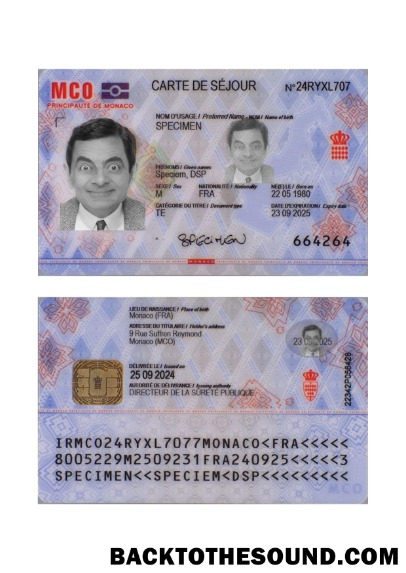 MCO
PRINCIPAUTÉ DE MONACO
CARTE DE SÉJOUR
N°24RYXL707
NOM D'USAGE/ Preferred Name - NOM/ Name of birth
SPECIMEN
PRÉNOMS/ Given names
Speciem, DSP
SEXE/ Sex NATIONALITÉ/ Nationality NÉ(E) LE/ Born on
M FRA 22 05 1980
CATÉGORIE DU TITRE/ Document type DATE D'EXPIRATION/ Expiry date
TE 23 09 2025
SPECIMEN
664264
MONACO
LIEU DE NAISSANCE/ Place of birth
Monaco (FRA)
ADRESSE DU TITULAIRE/ Holder's address
9 Rue Suffren Reymond
Monaco (MCO)
23 09 2025
DÉLIVRÉE LE/ Issued on
25 09 2024
AUTORITÉ DE DÉLIVRANCE/ Issuing authority
DIRECTEUR DE LA SÛRETÉ PUBLIQUE
IRMCO24RYXL7077MONACO<FRA<<<<<
8005229M2509231FRA240925<<<<<3
SPECIMEN<<SPECIEM<DSP<<<<<<<<<
MCO
BACKTOTHESOUND.COM